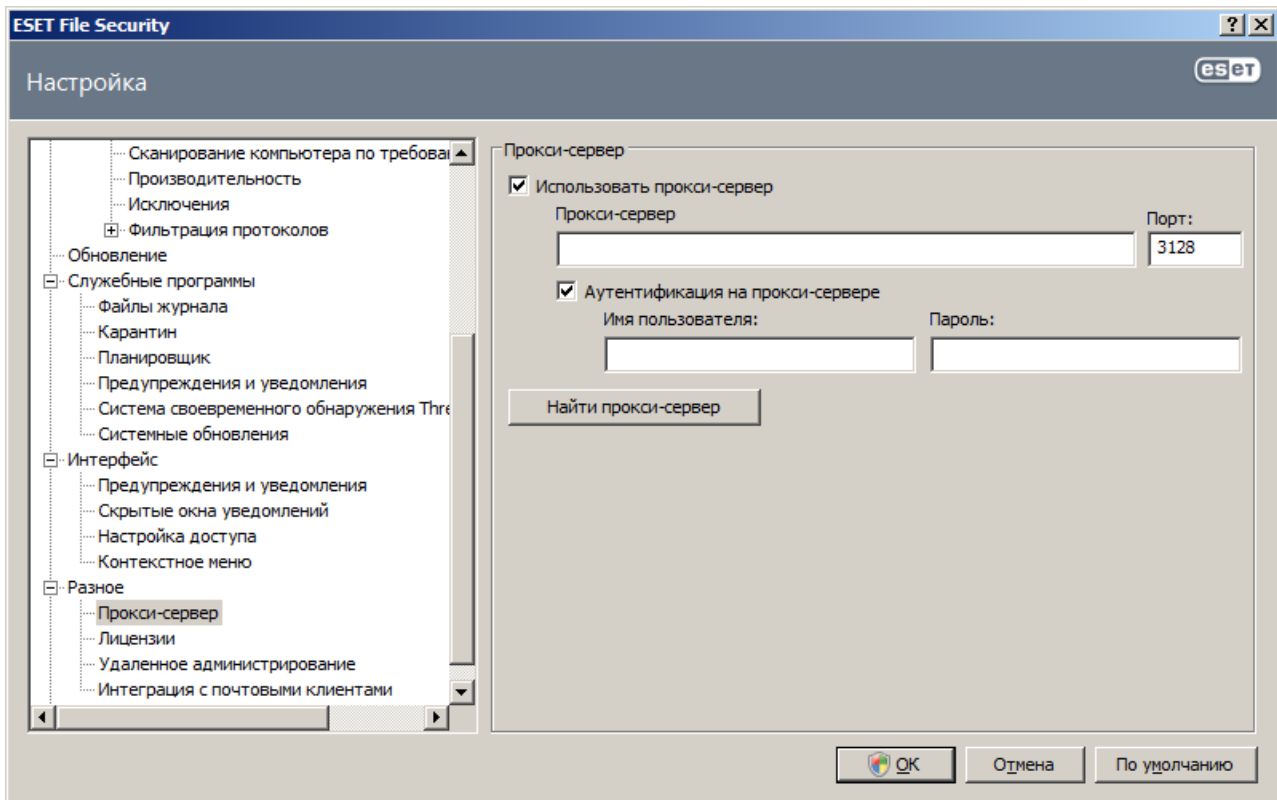 ESET File Security
Настройка
eset
Сканирование компьютера по требова
Производительность
Исключения
Фильтрация протоколов
Обновление
Служебные программы
Файлы журнала
Карантин
Планировщик
Предупреждения и уведомления
Система своевременного обнаружения Thre
Системные обновления
Интерфейс
Предупреждения и уведомления
Скрытые окна уведомлений
Настройка доступа
Контекстное меню
Разное
Прокси-сервер
Лицензии
Удаленное администрирование
Интеграция с почтовыми клиентами
Прокси-сервер
Использовать прокси-сервер
Прокси-сервер
Порт:
3128
Аутентификация на прокси-сервере
Имя пользователя:
Пароль:
Найти прокси-сервер
OK
Отмена
По умолчанию